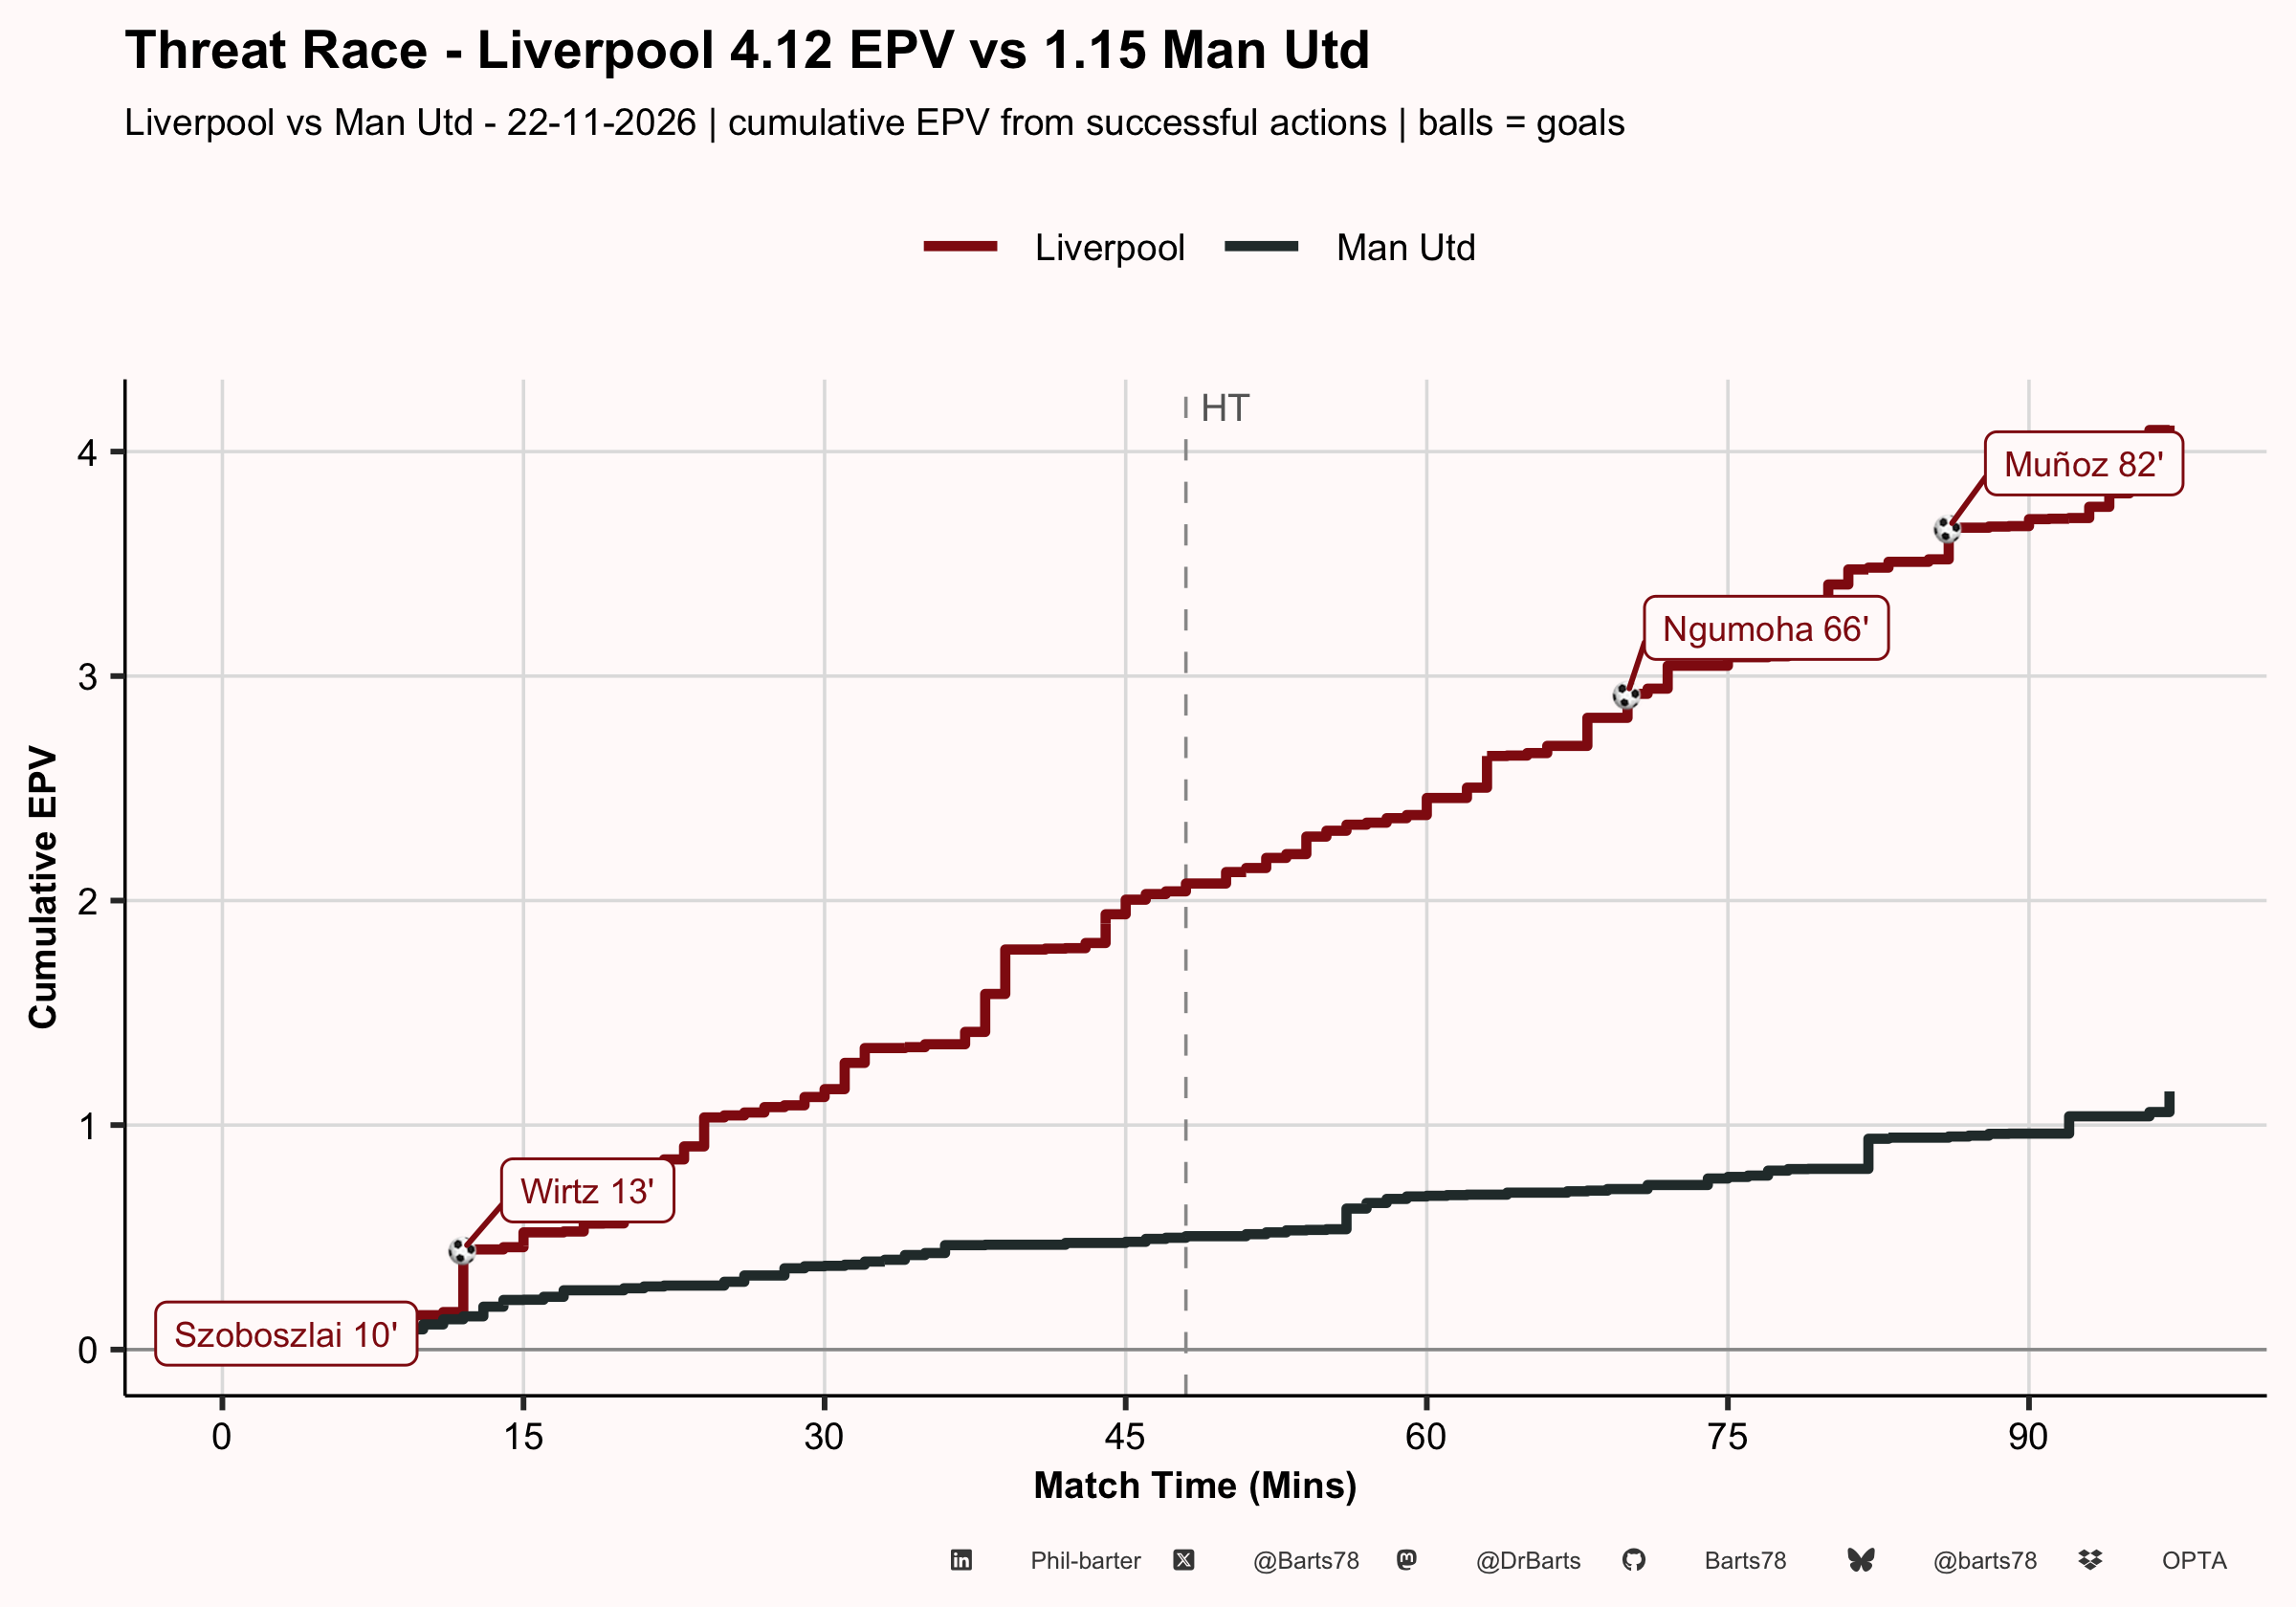 Threat Race - Liverpool 4.12 EPV vs 1.15 Man Utd
Liverpool vs Man Utd - 22-11-2026 | cumulative EPV from successful actions | balls = goals
Liverpool
Man Utd
HT
4
Muñoz 82'
Ngumoha 66'
3
Cumulative EPV
2
Wirtz 13'
1
Szoboszlai 10'
0
0 15 30 45 60 75 90
Match Time (Mins)
Phil-barter @Barts78 @DrBarts Barts78 @barts78 OPTA